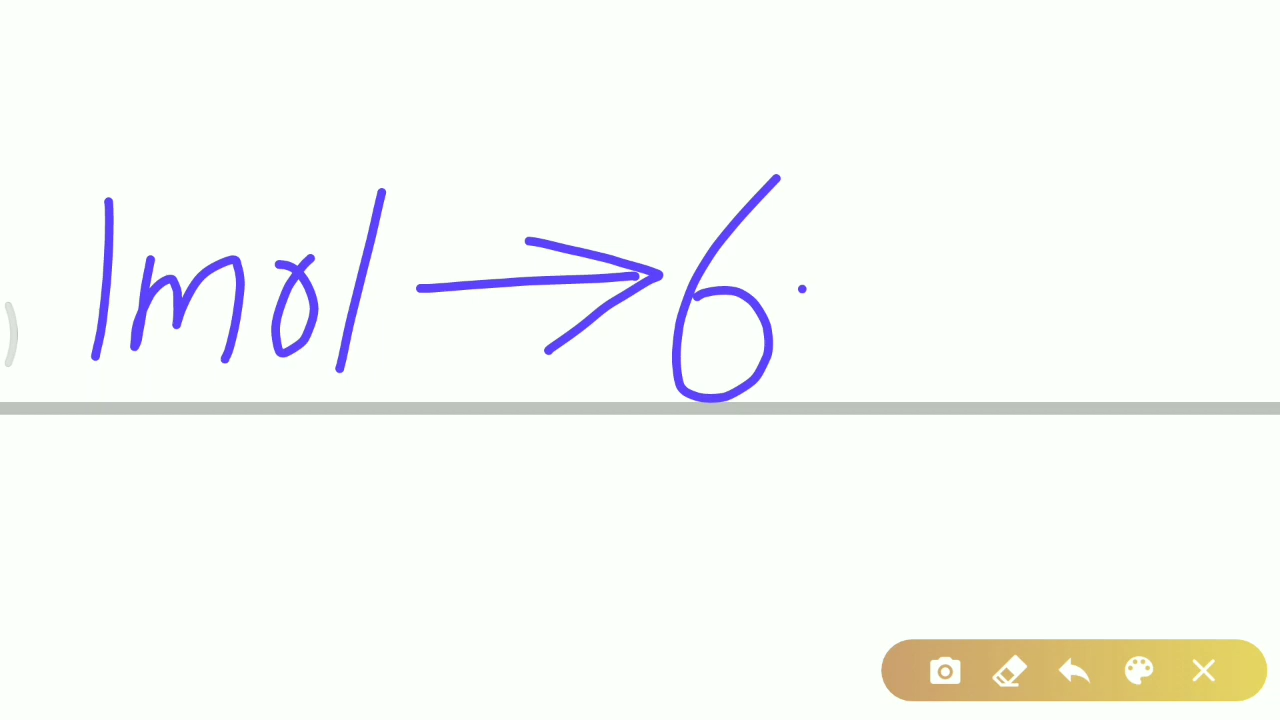 1mol → 6.